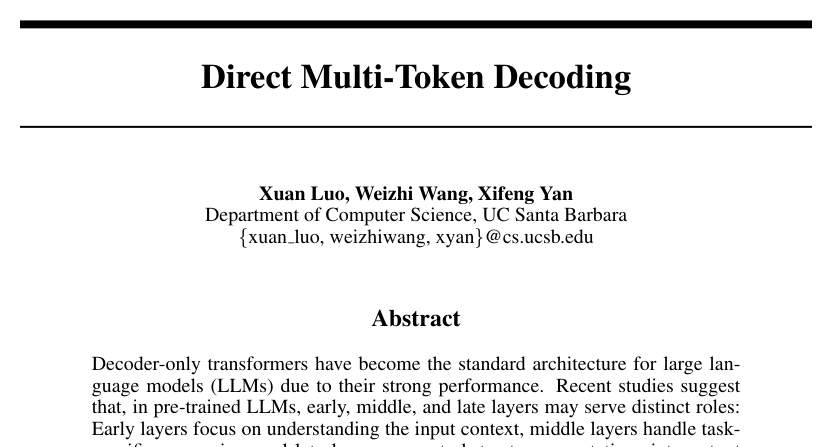 Direct Multi-Token Decoding
Xuan Luo, Weizhi Wang, Xifeng Yan
Department of Computer Science, UC Santa Barbara
{xuan_luo, weizhiwang, xyan}@cs.ucsb.edu
Abstract
Decoder-only transformers have become the standard architecture for large lan-
guage models (LLMs) due to their strong performance. Recent studies suggest
that, in pre-trained LLMs, early, middle, and late layers may serve distinct roles:
Early layers focus on understanding the input context, middle layers handle task-